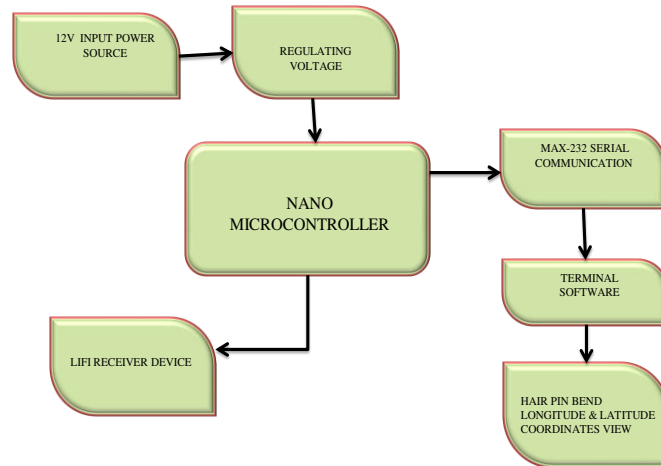 12V INPUT POWER
SOURCE
REGULATING
VOLTAGE
NANO
MICROCONTROLLER
MAX-232 SERIAL
COMMUNICATION
TERMINAL
SOFTWARE
LIFI RECEIVER DEVICE
HAIR PIN BEND
LONGITUDE & LATITUDE
COORDINATES VIEW